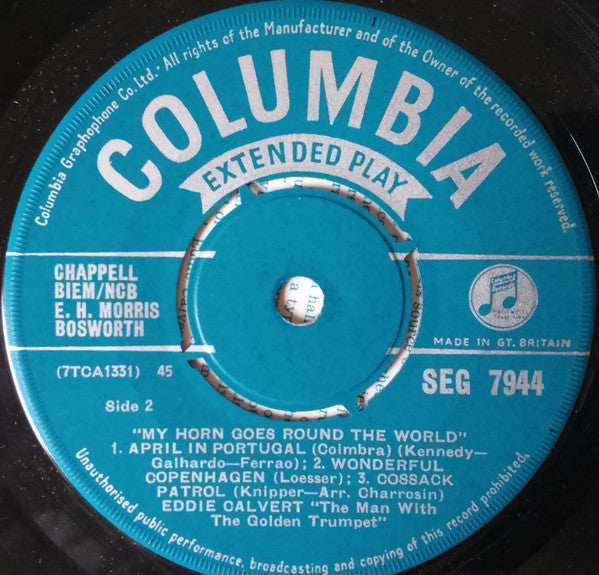 Columbia Graphophone Co. Ltd.· All rights of the Manufacturer and of the Owner of the recorded work reserved.
COLUMBIA
EXTENDED PLAY
CHAPPELL
BIEM/NCB
E. H. MORRIS
BOSWORTH
MADE IN GT. BRITAIN
(7TCA1331) 45
SEG 7944
Side 2
"MY HORN GOES ROUND THE WORLD"
1. APRIL IN PORTUGAL (Coimbra) (Kennedy—
Galhardo—Ferrao); 2. WONDERFUL
COPENHAGEN (Loesser); 3. COSSACK
PATROL (Knipper—Arr. Charrosin)
EDDIE CALVERT "The Man With
The Golden Trumpet"
Unauthorised public performance, broadcasting and copying of this record prohibited.